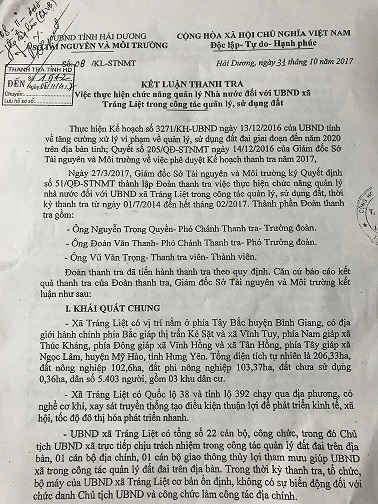 UBND TỈNH HẢI DƯƠNG
SỞ TÀI NGUYÊN VÀ MÔI TRƯỜNG
CỘNG HÒA XÃ HỘI CHỦ NGHĨA VIỆT NAM
Độc lập- Tự do- Hạnh phúc
Số: 08 /KL-STNMT
Hải Dương, ngày 31 tháng 10 năm 2017
THANH TRA TỈNH HD
ĐẾN
Số:
Ngày:
Chuyển:
Lưu hồ sơ số:
KẾT LUẬN THANH TRA
Việc thực hiện chức năng quản lý Nhà nước đối với UBND xã
Tráng Liệt trong công tác quản lý, sử dụng đất
Thực hiện Kế hoạch số 3271/KH-UBND ngày 13/12/2016 của UBND tỉnh
về tăng cường xử lý vi phạm về quản lý, sử dụng đất đai giai đoạn đến năm 2020
trên địa bàn tỉnh; Quyết định số 205/QĐ-STNMT ngày 14/12/2016 của Giám đốc Sở
Tài nguyên và Môi trường về việc phê duyệt Kế hoạch thanh tra năm 2017,
Ngày 27/3/2017, Giám đốc Sở Tài nguyên và Môi trường ký Quyết định
số 51/QĐ-STNMT thành lập Đoàn thanh tra việc thực hiện chức năng quản lý
nhà nước đối với UBND xã Tráng Liệt trong công tác quản lý, sử dụng đất, thời
kỳ thanh tra từ ngày 01/7/2014 đến hết tháng 02/2017. Thành phần Đoàn thanh
tra gồm:
- Ông Nguyễn Trọng Quyền- Phó Chánh Thanh tra- Trưởng đoàn.
- Ông Đoàn Văn Thanh- Phó Chánh Thanh tra- Phó Trưởng đoàn.
- Ông Vũ Văn Trọng- Thanh tra viên- Thành viên.
Đoàn thanh tra đã tiến hành thanh tra theo quy định. Căn cứ báo cáo kết
quả thanh tra của Đoàn thanh tra, Giám đốc Sở Tài nguyên và Môi trường kết
luận như sau:
I. KHÁI QUÁT CHUNG
- Xã Tráng Liệt có vị trí nằm ở phía Tây Bắc huyện Bình Giang, có địa
giới hành chính phía Bắc giáp thị trấn Kẻ Sặt và xã Vĩnh Tuy, phía Nam giáp xã
Thúc Kháng, phía Đông giáp xã Vĩnh Hồng và xã Tân Hồng, phía Tây giáp xã
Ngọc Lâm, huyện Mỹ Hào, tỉnh Hưng Yên. Tổng diện tích tự nhiên là 206,33ha,
đất nông nghiệp 102,6ha, đất phi nông nghiệp 103,37ha, đất chưa sử dụng
0,36ha, dân số 5.403 người, gồm 03 khu dân cư.
- Xã Tráng Liệt có Quốc lộ 38 và tỉnh lộ 392 chạy qua địa phương, có
nghề cơ khí, xay sát truyền thống tạo điều kiện thuận lợi để phát triển kinh tế, xã
hội, tốc độ đô thị hóa phát triển nhanh.
- UBND xã Tráng Liệt có tổng số 22 cán bộ, công chức, trong đó Chủ
tịch UBND xã trực tiếp chịu trách nhiệm trong công tác quản lý đất đai trên địa
bàn, 01 cán bộ địa chính, 01 cán bộ giao thông thủy lợi tham mưu giúp UBND
xã trong công tác quản lý đất đai trên địa bàn. Trong thời kỳ thanh tra, tổ chức,
bộ máy của UBND xã Tráng Liệt cơ bản ổn định, không có sự biến động đối với
chức danh Chủ tịch UBND và công chức làm công tác địa chính.